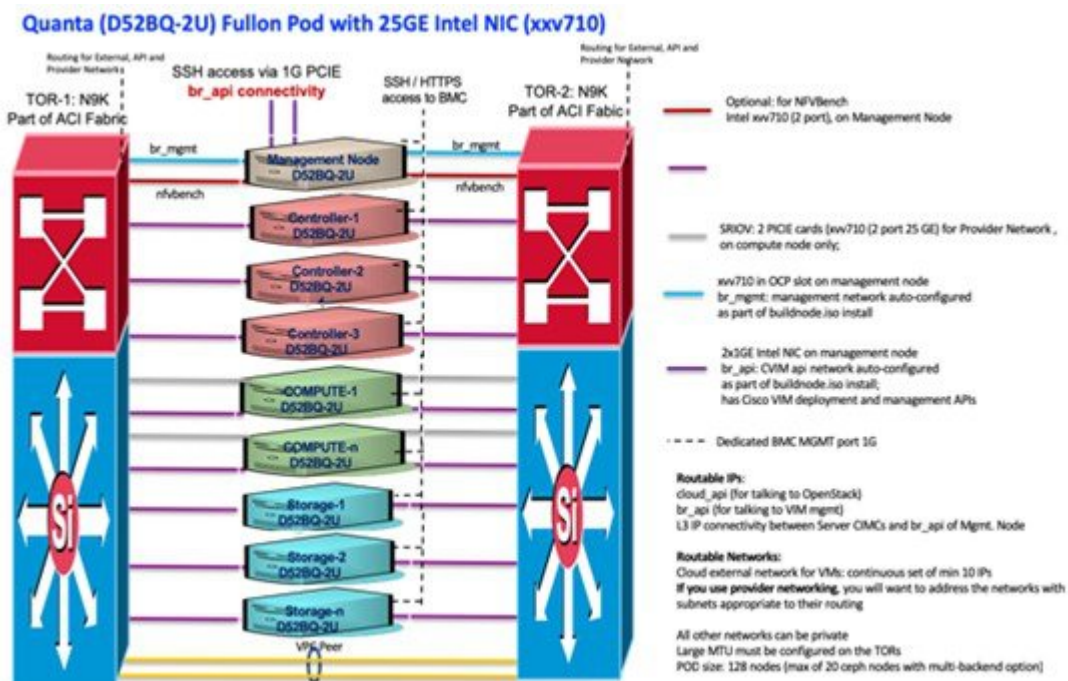 Quanta (D52BQ-2U) Fullon Pod with 25GE Intel NIC (xxv710)
Routing for External, API and
Provider Network
SSH access via 1G PCIE
br_api connectivity
SSH / HTTPS
access to BMC
Routing for External, API and
Provider Network
TOR-1: N9K
Part of ACI Fabric
TOR-2: N9K
Part of ACI Fabic
br_mgmt
Management Node
D52BQ-2U
br_mgmt
nfvbench
nfvbench
Controller-1
D52BQ-2U
Controller-2
D52BQ-2U
Controller-3
D52BQ-2U
COMPUTE-1
D52BQ-2U
COMPUTE-n
D52BQ-2U
Storage-1
D52BQ-2U
Storage-2
D52BQ-2U
Storage-n
D52BQ-2U
VPC Peer
Si
Si
Optional: for NFVBench
Intel xxv710 (2 port), on Management Node
SRIOV: 2 PICIE cards (xvv710 (2 port 25 GE) for Provider Network ,
on compute node only;
xvv710 in OCP slot on management node
br_mgmt: management network auto-configured
as part of buildnode.iso install
2x1GE Intel NIC on management node
br_api: CVIM api network auto-configured
as part of buildnode.iso install;
has Cisco VIM deployment and management APIs
Dedicated BMC MGMT port 1G
Routable IPs:
cloud_api (for talking to OpenStack)
br_api (for talking to VIM mgmt)
L3 IP connectivity between Server CIMCs and br_api of Mgmt. Node
Routable Networks:
Cloud external network for VMs: continuous set of min 10 IPs
If you use provider networking, you will want to address the networks with
subnets appropriate to their routing
All other networks can be private
Large MTU must be configured on the TORs
POD size: 128 nodes (max of 20 ceph nodes with multi-backend option)